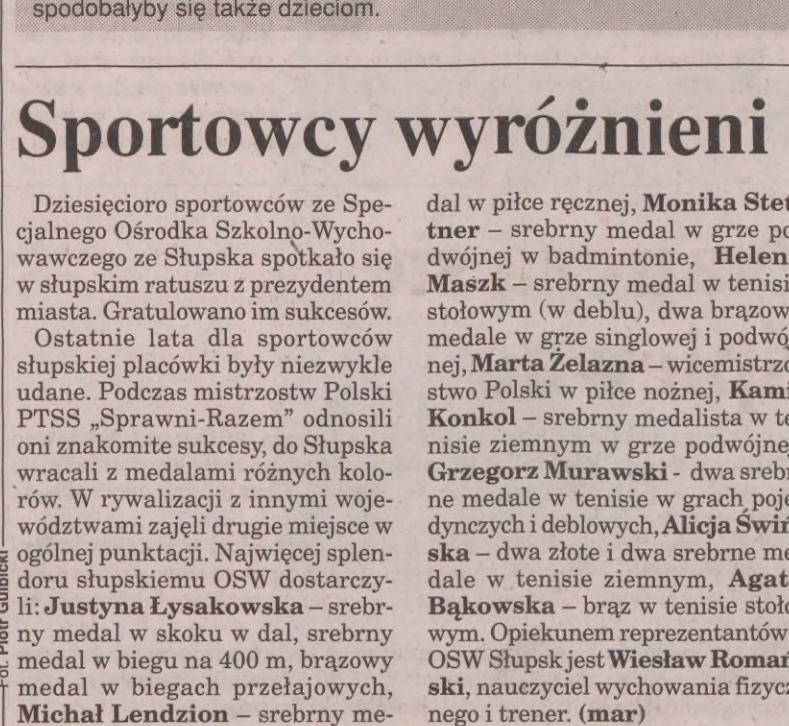 spodobałyby się także dzieciom.
Sportowcy wyróżnieni
Dziesięcioro sportowców ze Spe-
cjalnego Ośrodka Szkolno-Wycho-
wawczego ze Słupska spotkało się
w słupskim ratuszu z prezydentem
miasta. Gratulowano im sukcesów.
Ostatnie lata dla sportowców
słupskiej placówki były niezwykle
udane. Podczas mistrzostw Polski
PTSS „Sprawni-Razem” odnosili
oni znakomite sukcesy, do Słupska
wracali z medalami różnych kolo-
rów. W rywalizacji z innymi woje-
wództwami zajęli drugie miejsce w
ogólnej punktacji. Najwięcej splen-
doru słupskiemu OSW dostarczy-
li: Justyna Łysakowska – srebr-
ny medal w skoku w dal, srebrny
medal w biegu na 400 m, brązowy
medal w biegach przełajowych,
Michał Lendzion – srebrny me-
dal w piłce ręcznej, Monika Stet
tner – srebrny medal w grze po
dwójnej w badmintonie, Helen
Maszk – srebrny medal w tenisi
stołowym (w deblu), dwa brązow
medale w grze singlowej i podwój
nej, Marta Żelazna – wicemistrzo
stwo Polski w piłce nożnej, Kami
Konkol – srebrny medalista w te
nisie ziemnym w grze podwójnej
Grzegorz Murawski - dwa srebr
ne medale w tenisie w grach poje
dynczych i deblowych, Alicja Świń
ska – dwa złote i dwa srebrne me
dale w tenisie ziemnym, Agat
Bąkowska – brąz w tenisie stoło
wym. Opiekunem reprezentantów
OSW Słupsk jest Wiesław Romań
ski, nauczyciel wychowania fizycz
nego i trener. (mar)
Fot. Piotr Gulbicki